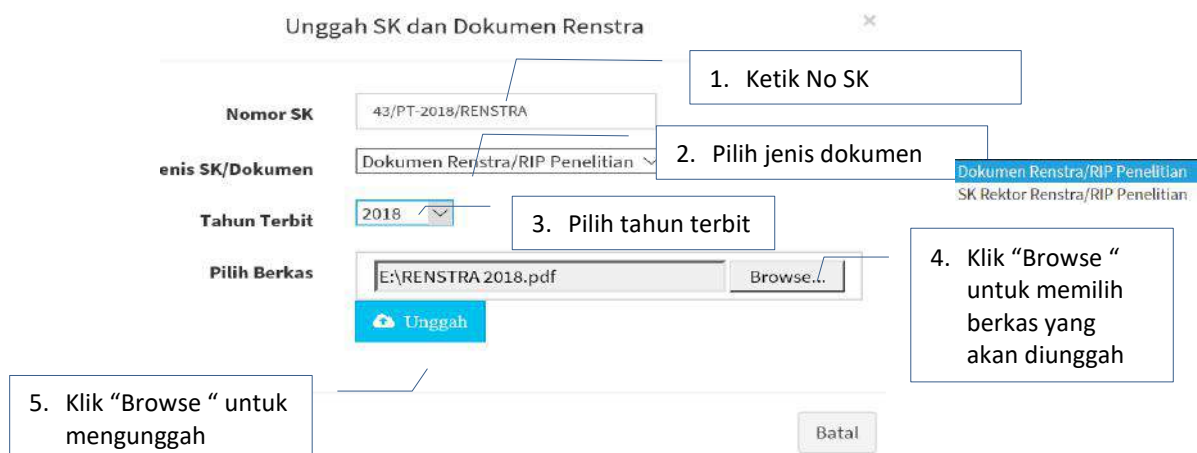 Unggah SK dan Dokumen Renstra
×
1. Ketik No SK
Nomor SK
43/PT-2018/RENSTRA
2. Pilih jenis dokumen
enis SK/Dokumen
Dokumen Renstra/RIP Penelitian
Dokumen Renstra/RIP Penelitian
SK Rektor Renstra/RIP Penelitian
Tahun Terbit
2018
3. Pilih tahun terbit
Pilih Berkas
E:\RENSTRA 2018.pdf
Browse...
4. Klik “Browse “
untuk memilih
berkas yang
akan diunggah
Unggah
5. Klik “Browse “ untuk
mengunggah
Batal